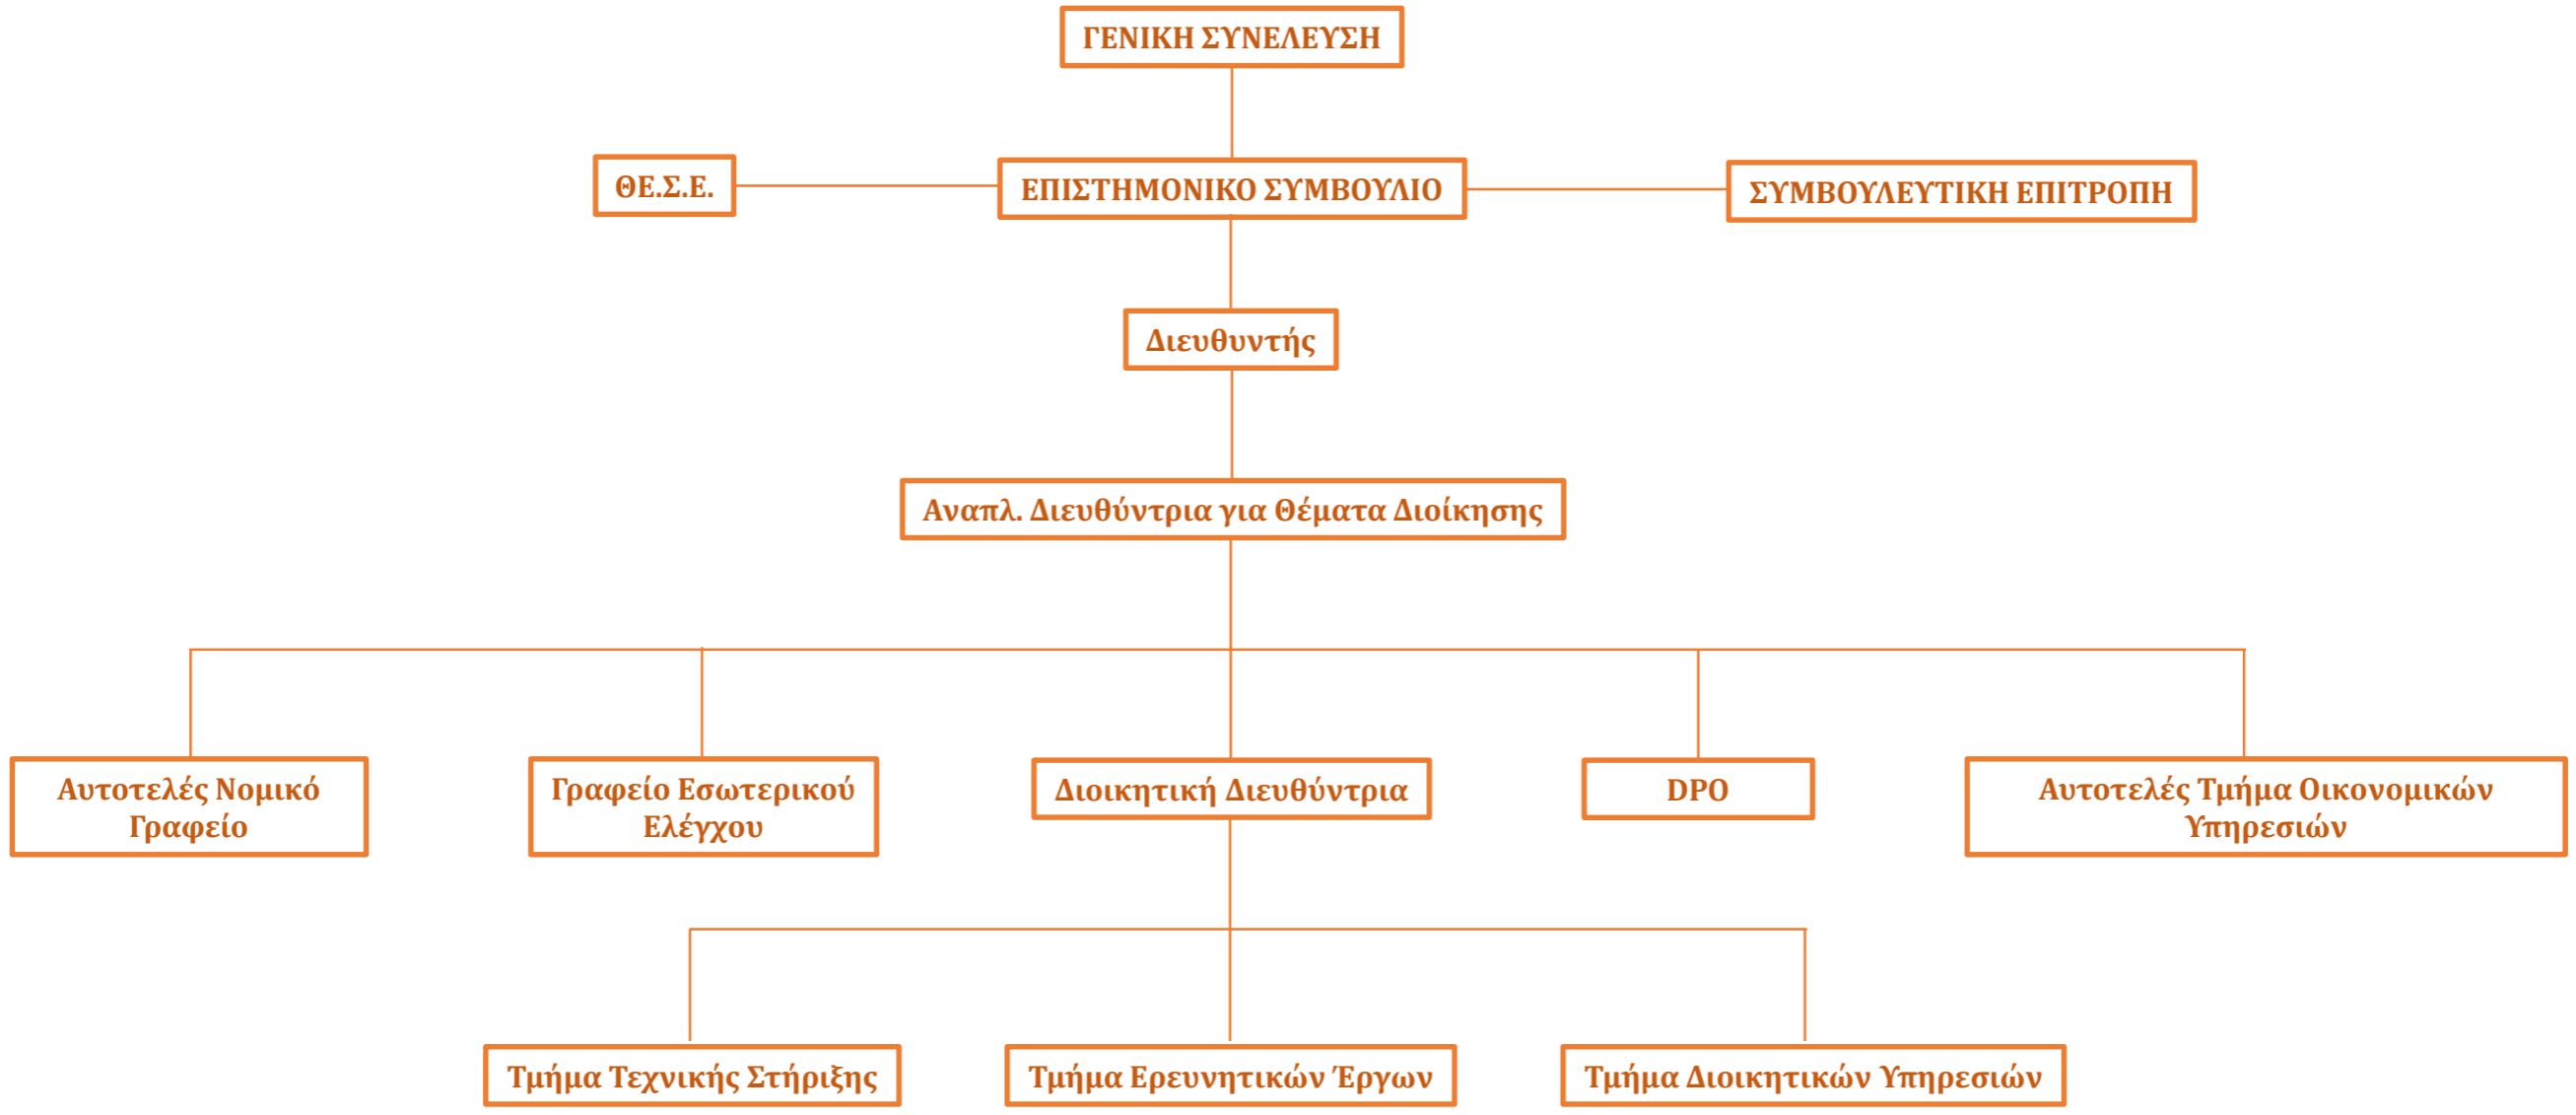 ΓΕΝΙΚΗ ΣΥΝΕΛΕΥΣΗ
ΘΕ.Σ.Ε.
ΕΠΙΣΤΗΜΟΝΙΚΟ ΣΥΜΒΟΥΛΙΟ
ΣΥΜΒΟΥΛΕΥΤΙΚΗ ΕΠΙΤΡΟΠΗ
Διευθυντής
Αναπλ. Διευθύντρια για Θέματα Διοίκησης
Αυτοτελές Νομικό
Γραφείο
Γραφείο Εσωτερικού
Ελέγχου
Διοικητική Διευθύντρια
DPO
Αυτοτελές Τμήμα Οικονομικών
Υπηρεσιών
Τμήμα Τεχνικής Στήριξης
Τμήμα Ερευνητικών Έργων
Τμήμα Διοικητικών Υπηρεσιών